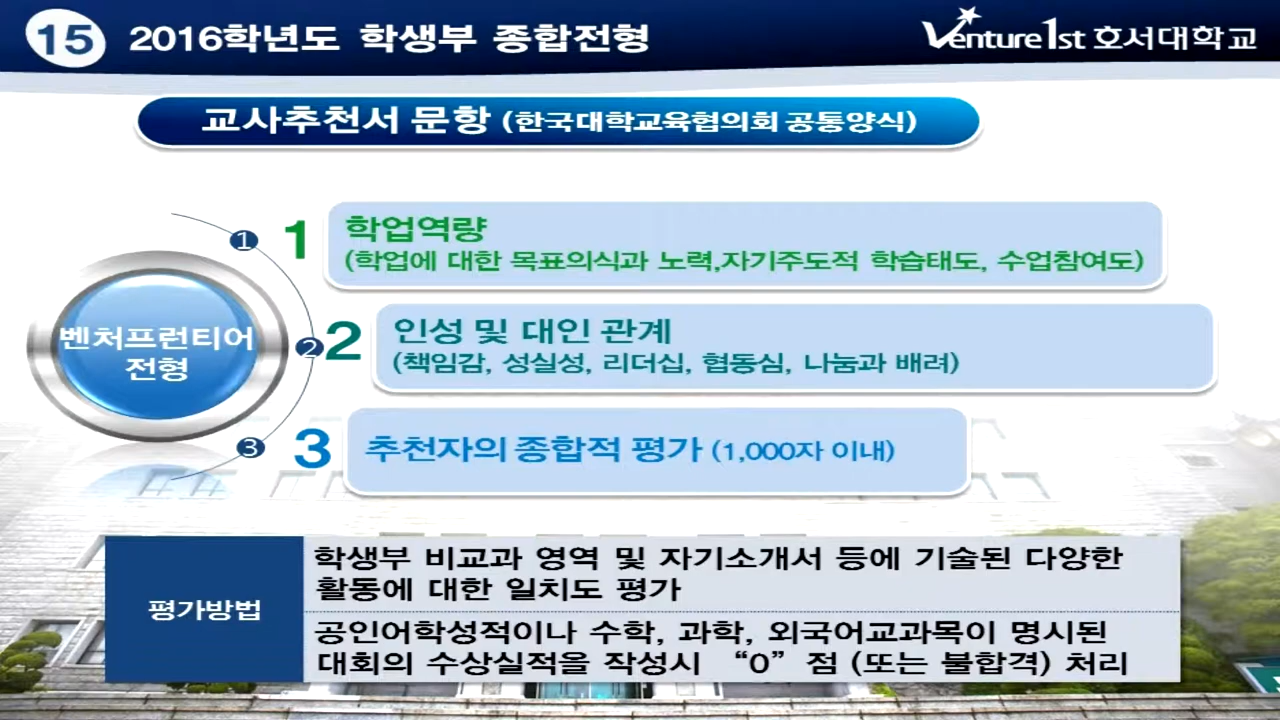 15 2016학년도 학생부 종합전형
Venture 1st 호서대학교
교사추천서 문항 (한국대학교육협의회 공통양식)
벤처프런티어
전형
1
1 학업역량
(학업에 대한 목표의식과 노력,자기주도적 학습태도, 수업참여도)
2
2 인성 및 대인 관계
(책임감, 성실성, 리더십, 협동심, 나눔과 배려)
3
3 추천자의 종합적 평가 (1,000자 이내)
평가방법
학생부 비교과 영역 및 자기소개서 등에 기술된 다양한
활동에 대한 일치도 평가
공인어학성적이나 수학, 과학, 외국어교과목이 명시된
대회의 수상실적을 작성시 “0” 점 (또는 불합격) 처리